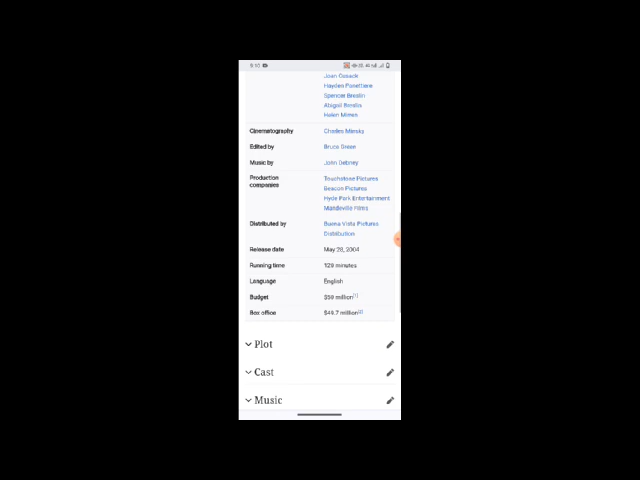 Joan Cusack
Hayden Panettiere
Spencer Breslin
Abigail Breslin
Helen Mirren
Cinematography Charles Minsky
Edited by Bruce Green
Music by John Debney
Production companies Touchstone Pictures
Beacon Pictures
Hyde Park Entertainment
Mandeville Films
Distributed by Buena Vista Pictures
Distribution
Release date May 28, 2004
Running time minutes
Language English
Budget million[1]
Box office $49.7 million[2]
Plot
Cast
Music